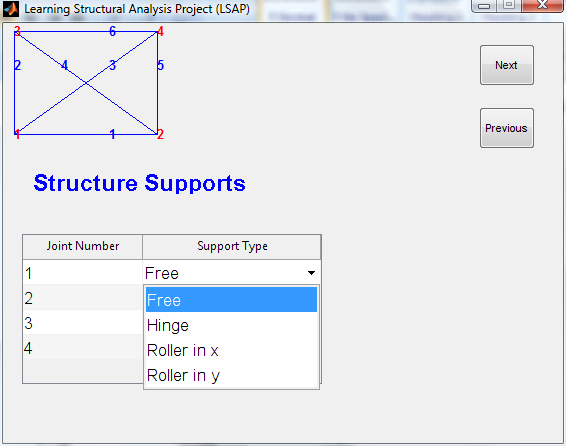 Learning Structural Analysis Project (LSAP)
3 6 4
2 4 3 5
1 1 2
Next
Previous
Structure Supports
Joint Number Support Type
1 Free
2 Free
3 Hinge
Roller in x
4 Roller in y